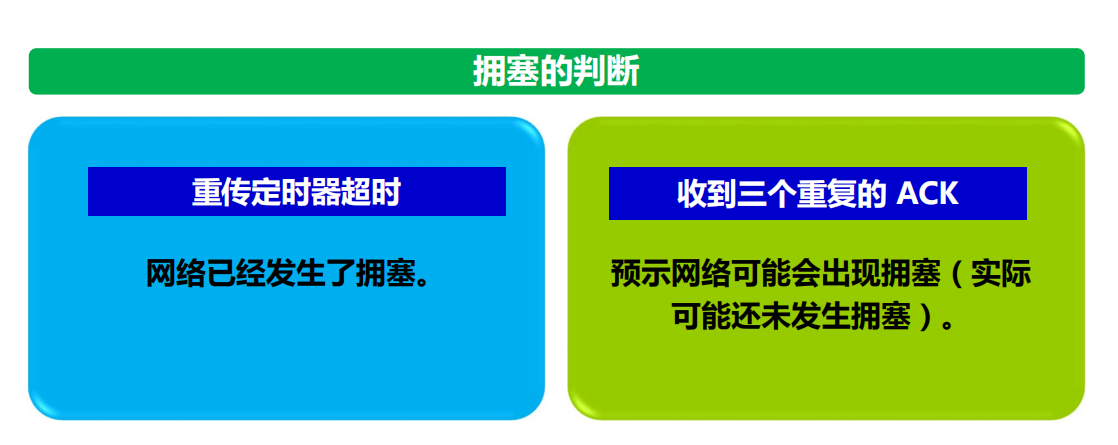 拥塞的判断
重传定时器超时
网络已经发生了拥塞。
收到三个重复的 ACK
预示网络可能会出现拥塞（实际
可能还未发生拥塞）。